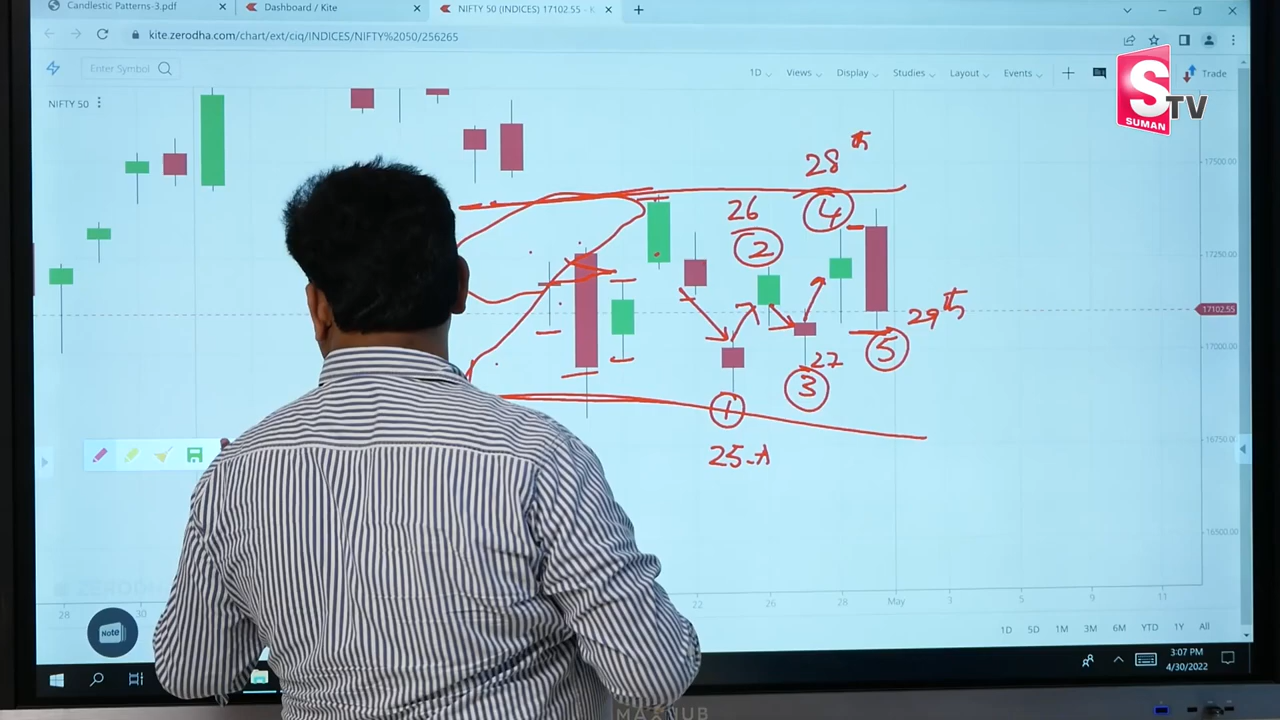 Candlestic Patterns-3.pdf
Dashboard / Kite
NIFTY 50 (INDICES) 17102.55 - K
kite.zerodha.com/chart/ext/ciq/INDICES/NIFTY%2050/256265
Enter Symbol
1D Views Display Studies Layout Events Trade
NIFTY 50
S TV
SUMAN
28th
17500.00
26 4
2
17250.00
29th
17102.55
5
17000.00
27
3
1
16750.00
25
16500.00
28 30 22 26 28 May 3 5 9 11
Note
1D 5D 1M 3M 6M YTD 1Y All
3:07 PM
4/30/2022
MAXHUB